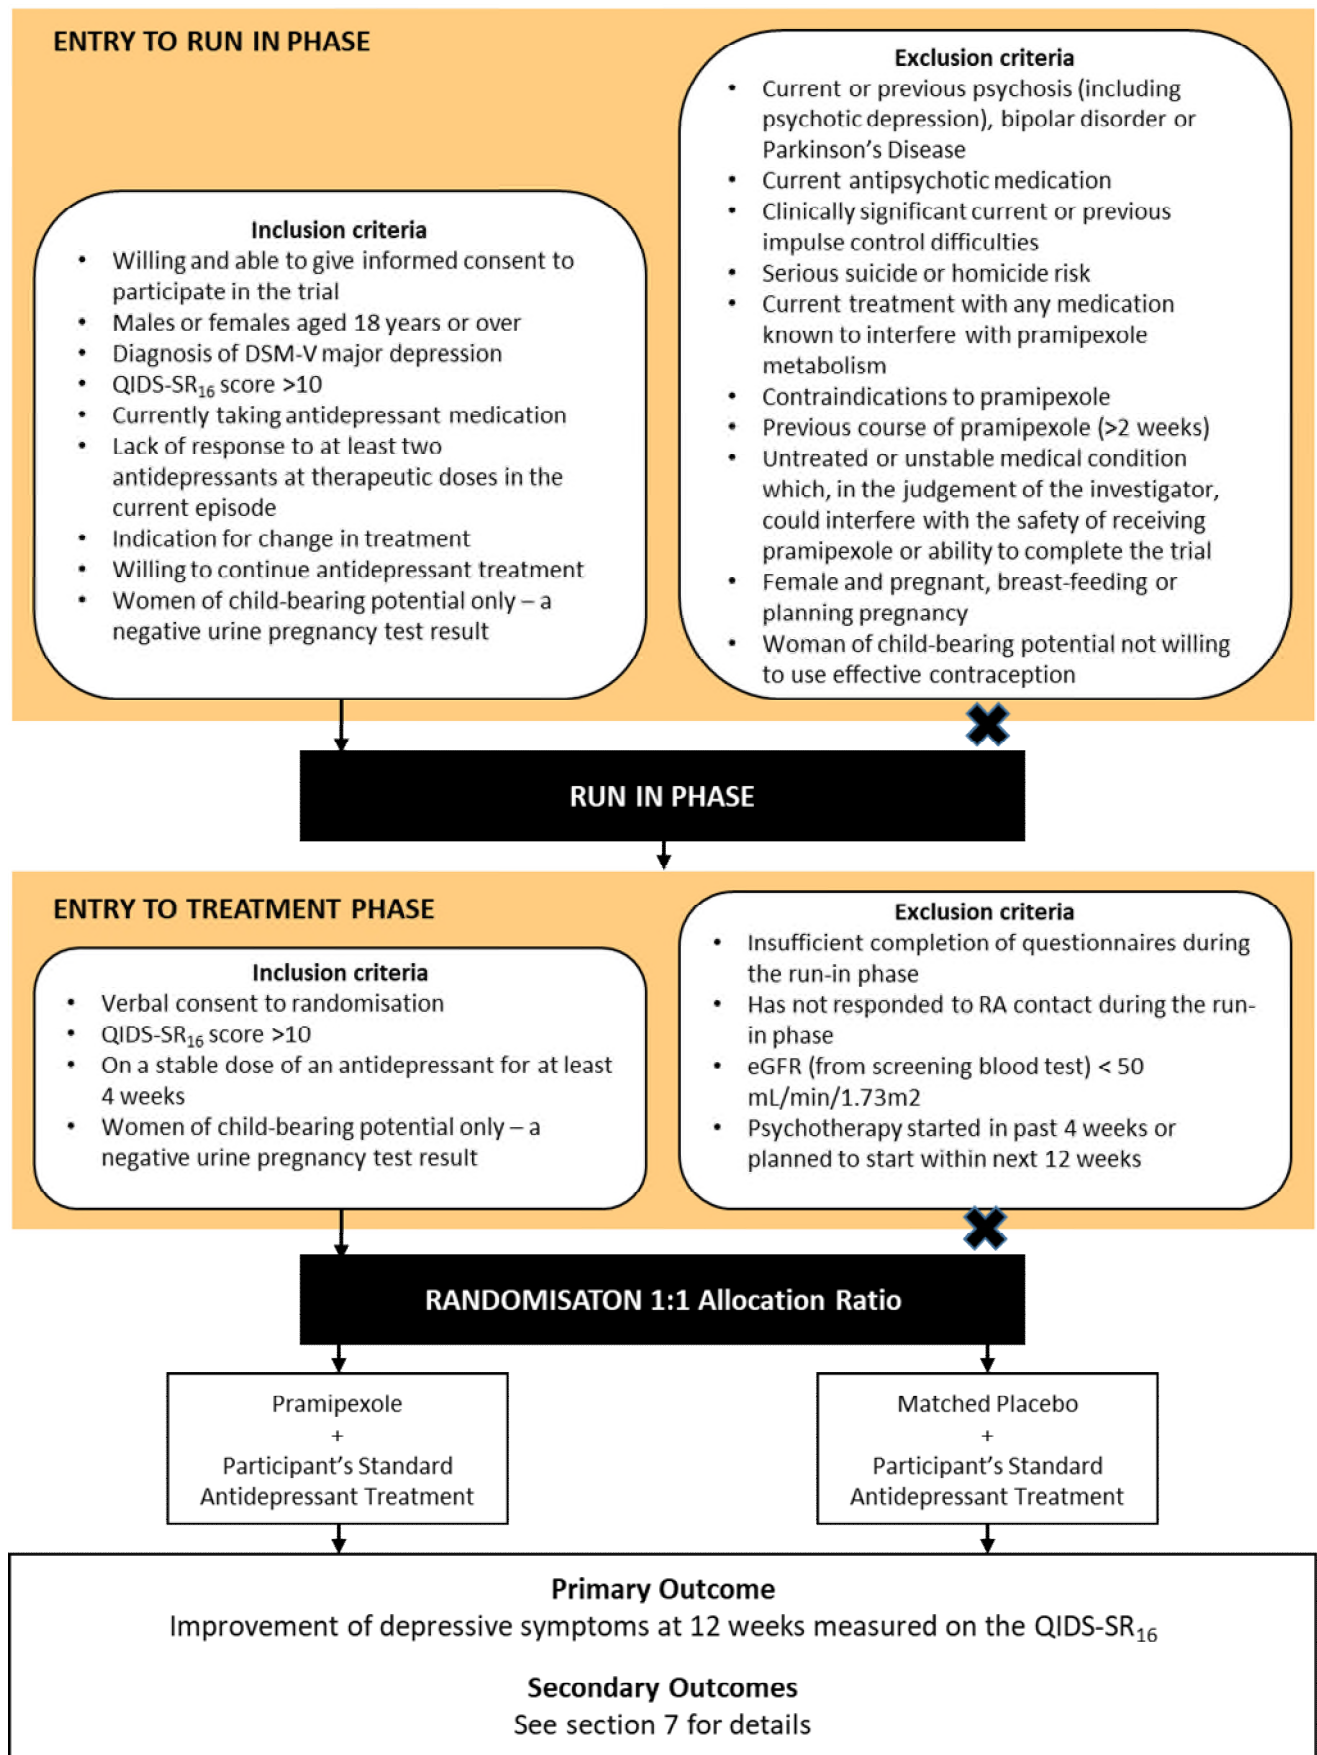 ENTRY TO RUN IN PHASE
Inclusion criteria
• Willing and able to give informed consent to
participate in the trial
• Males or females aged 18 years or over
• Diagnosis of DSM-V major depression
• QIDS-SR16 score >10
• Currently taking antidepressant medication
• Lack of response to at least two
antidepressants at therapeutic doses in the
current episode
• Indication for change in treatment
• Willing to continue antidepressant treatment
• Women of child-bearing potential only – a
negative urine pregnancy test result
Exclusion criteria
• Current or previous psychosis (including
psychotic depression), bipolar disorder or
Parkinson's Disease
• Current antipsychotic medication
• Clinically significant current or previous
impulse control difficulties
• Serious suicide or homicide risk
• Current treatment with any medication
known to interfere with pramipexole
metabolism
• Contraindications to pramipexole
• Previous course of pramipexole (>2 weeks)
• Untreated or unstable medical condition
which, in the judgement of the investigator,
could interfere with the safety of receiving
pramipexole or ability to complete the trial
• Female and pregnant, breast-feeding or
planning pregnancy
• Woman of child-bearing potential not willing
to use effective contraception
RUN IN PHASE
ENTRY TO TREATMENT PHASE
Inclusion criteria
• Verbal consent to randomisation
• QIDS-SR16 score >10
• On a stable dose of an antidepressant for at least
4 weeks
• Women of child-bearing potential only – a
negative urine pregnancy test result
Exclusion criteria
• Insufficient completion of questionnaires during
the run-in phase
• Has not responded to RA contact during the run-
in phase
• eGFR (from screening blood test) < 50
mL/min/1.73m2
• Psychotherapy started in past 4 weeks or
planned to start within next 12 weeks
RANDOMISATON 1:1 Allocation Ratio
Pramipexole
+
Participant's Standard
Antidepressant Treatment
Matched Placebo
+
Participant's Standard
Antidepressant Treatment
Primary Outcome
Improvement of depressive symptoms at 12 weeks measured on the QIDS-SR16
Secondary Outcomes
See section 7 for details